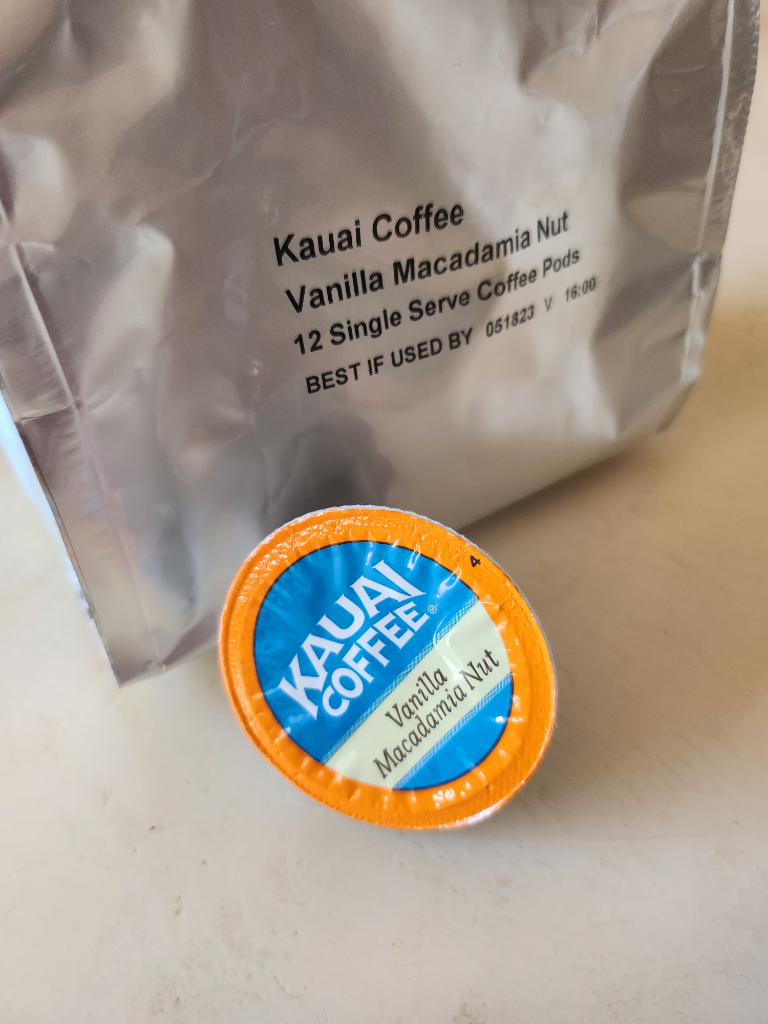 Kauai Coffee
Vanilla Macadamia Nut
12 Single Serve Coffee Pods
BEST IF USED BY 051823 V 16:00
4
KAUAI
COFFEE®
Vanilla
Macadamia Nut